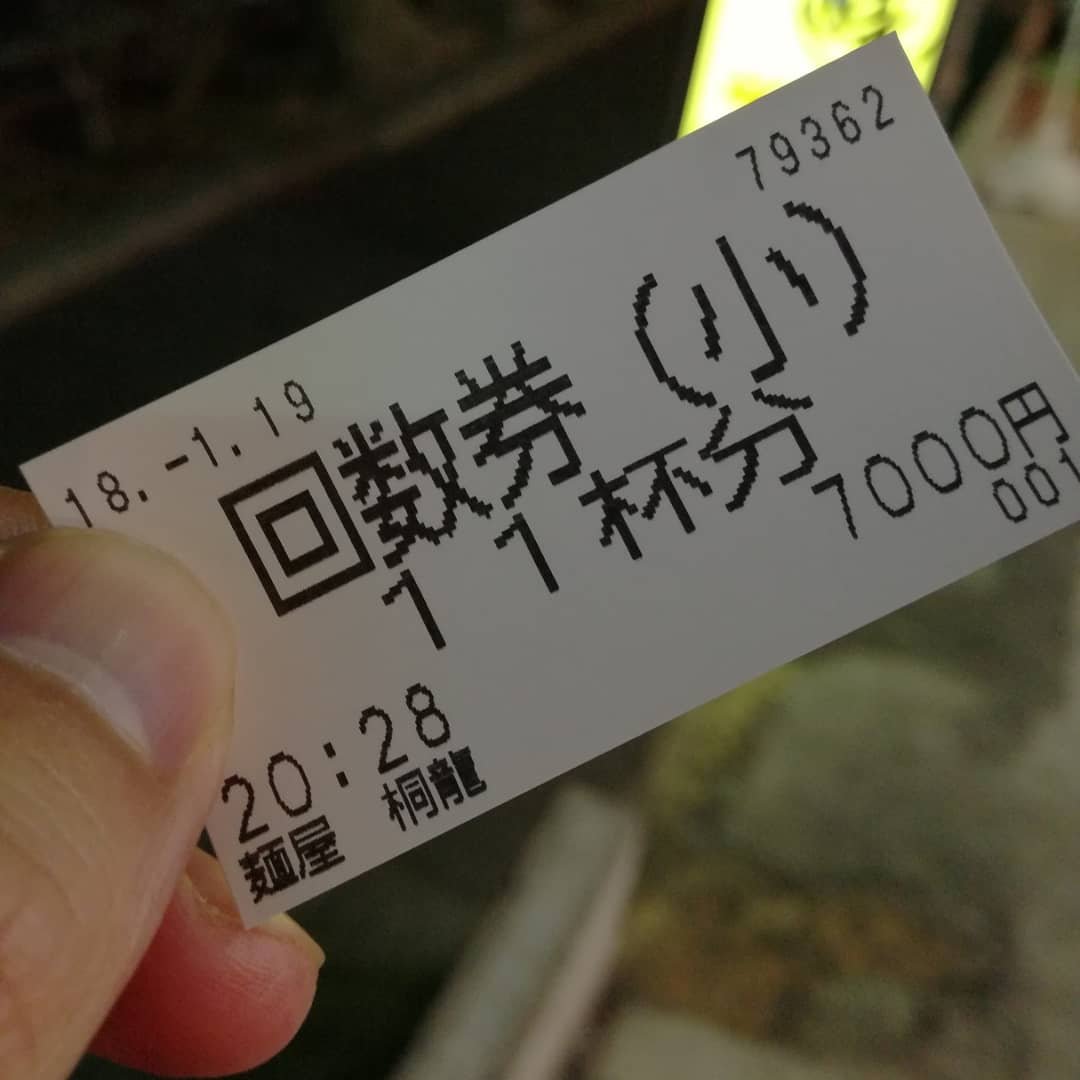 79362
18.-1.19
回数券(小)
11杯分
7000円
001
20:28
麺屋 桐龍